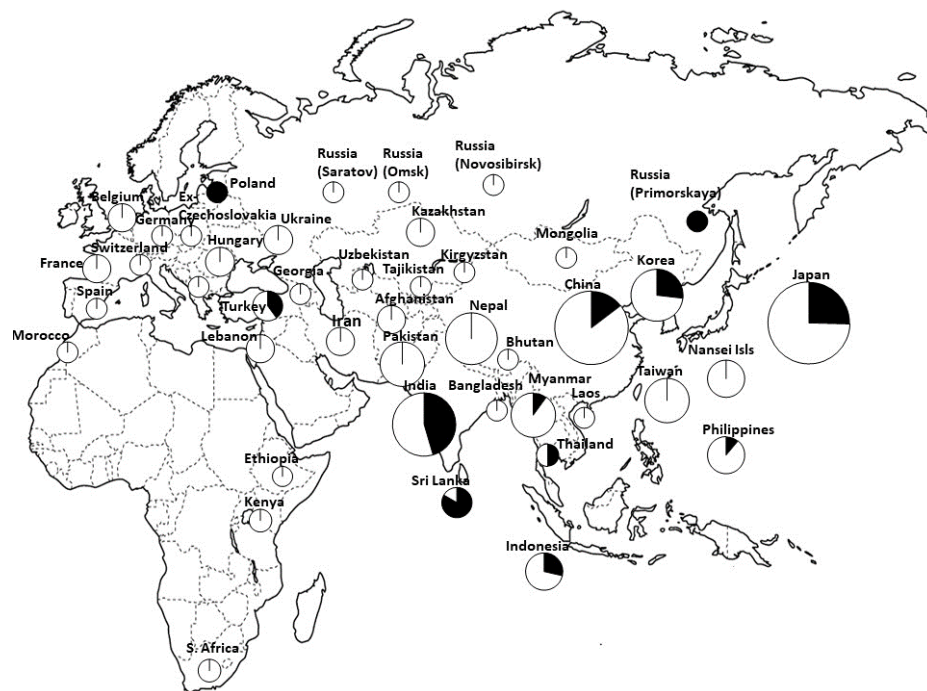 Russia
(Saratov)
Russia
(Omsk)
Russia
(Novosibirsk)
Russia
(Primorskaya)
Poland
Belgium
Ex-
Ex-
Germany
Czechoslovakia
Ukraine
Kazakhstan
Mongolia
Switzerland
Hungary
France
Georgia
Uzbekistan
Tajikistan
Kirgyzstan
Korea
China
Japan
Spain
Turkey
Afghanistan
Nepal
Morocco
Lebanon
Iran
Pakistan
Bhutan
Nansei Isls
India
Bangladesh
Myanmar
Laos
Taiwan
Thailand
Philippines
Ethiopia
Sri Lanka
Kenya
Indonesia
S. Africa